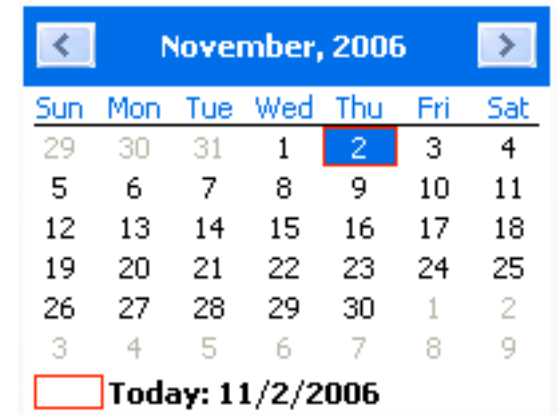 November, 2006
Sun Mon Tue Wed Thu Fri Sat
29 30 31 1 2 3 4
5 6 7 8 9 10 11
12 13 14 15 16 17 18
19 20 21 22 23 24 25
26 27 28 29 30 1 2
3 4 5 6 7 8 9
Today: 11/2/2006